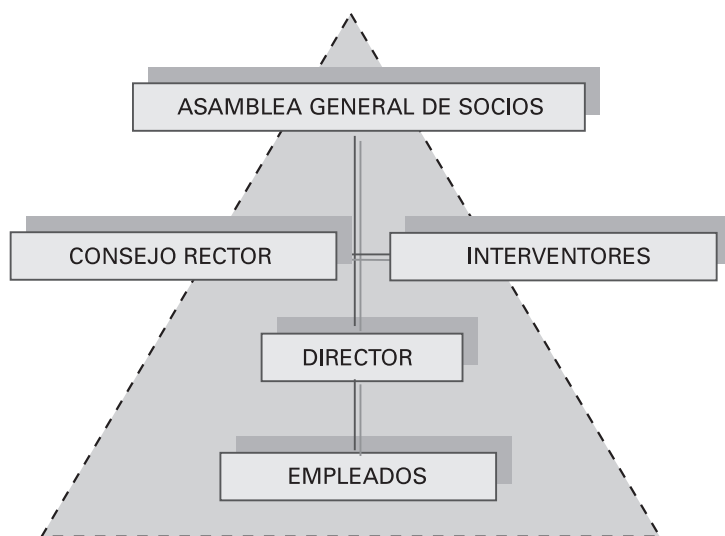 ASAMBLEA GENERAL DE SOCIOS
CONSEJO RECTOR
INTERVENTORES
DIRECTOR
EMPLEADOS